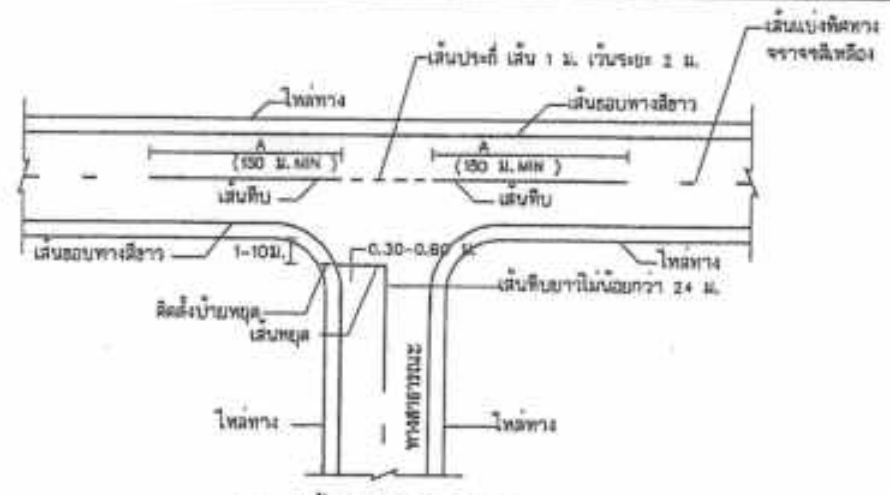 เส้นแบ่งทิศทาง
จราจรสีเหลือง
เส้นประถี่ เส้น 1 ม. เว้นระยะ 2 ม.
ไหล่ทาง
เส้นขอบทางสีขาว
A
(150 ม.MIN )
A
(150 ม.MIN )
เส้นทึบ
เส้นทึบ
เส้นขอบทางสีขาว
1-10ม.
0.30-0.60 ม.
ไหล่ทาง
เส้นทึบยาวไม่น้อยกว่า 24 ม.
ติดตั้งป้ายหยุด
เส้นหยุด
ทางสาธารณะ
ไหล่ทาง
ไหล่ทาง